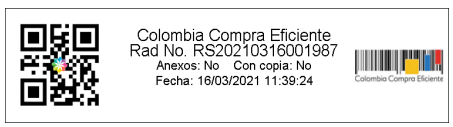 Colombia Compra Eficiente
Rad No. RS20210316001987
Anexos: No Con copia: No
Fecha: 16/03/2021 11:39:24
Colombia Compra Eficiente